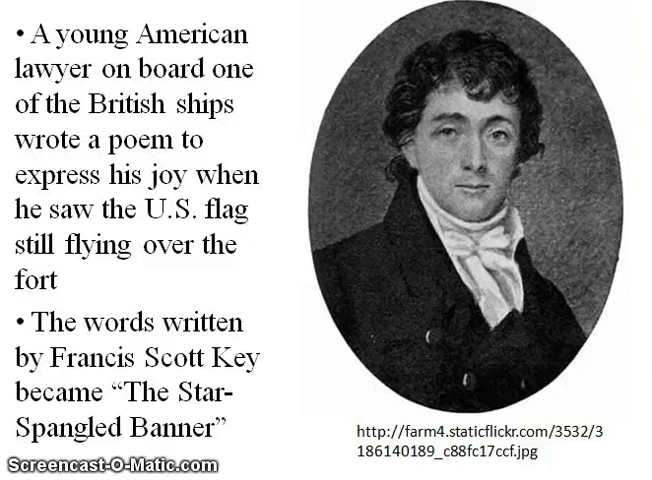 • A young American
lawyer on board one
of the British ships
wrote a poem to
express his joy when
he saw the U.S. flag
still flying over the
fort
• The words written
by Francis Scott Key
became “The Star-
Spangled Banner”
http://farm4.staticflickr.com/3532/3
186140189_c88fc17ccf.jpg
Screencast-O-Matic.com